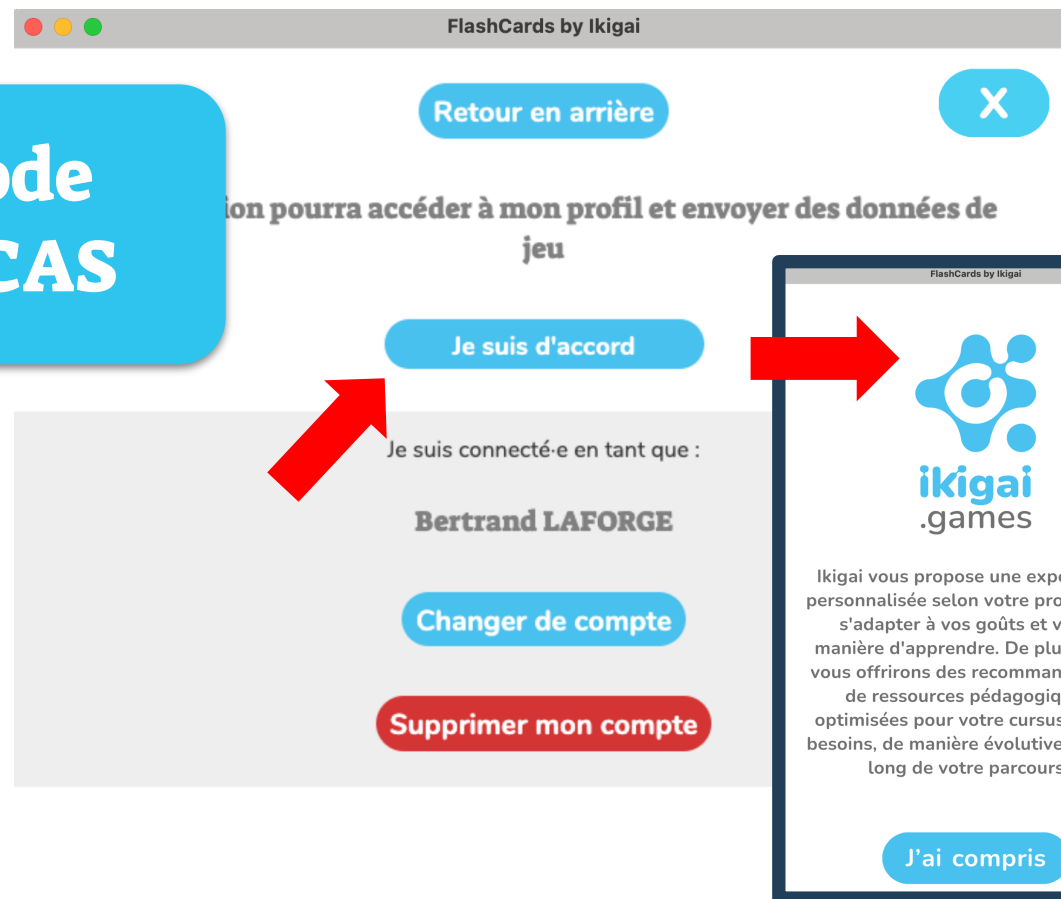 FlashCards by Ikigai
Retour en arrière
X
ode
CAS
ion pourra accéder à mon profil et envoyer des données de
jeu
Je suis d'accord
Je suis connecté·e en tant que :
Bertrand LAFORGE
Changer de compte
Supprimer mon compte
FlashCards by Ikigai
ikigai
.games
Ikigai vous propose une exp
personnalisée selon votre pro
s'adapter à vos goûts et v
manière d'apprendre. De plu
vous offrirons des recomman
de ressources pédagogiq
optimisées pour votre cursus
besoins, de manière évolutive
long de votre parcours
J'ai compris